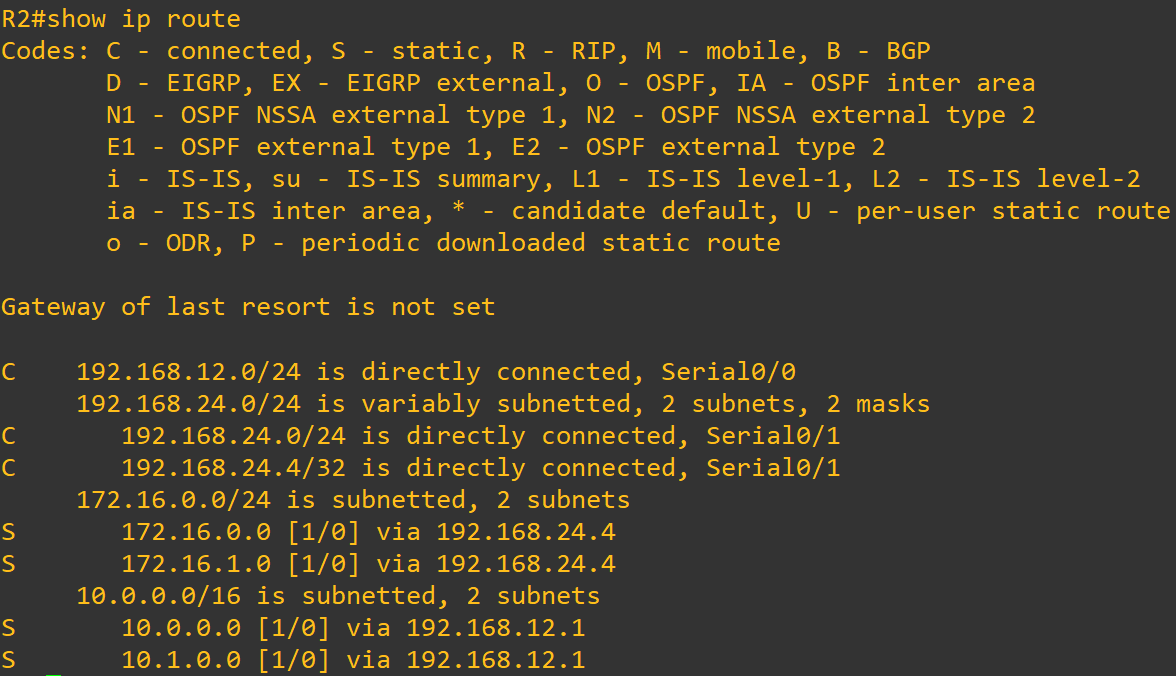 R2#show ip route
Codes: C - connected, S - static, R - RIP, M - mobile, B - BGP
       D - EIGRP, EX - EIGRP external, O - OSPF, IA - OSPF inter area
       N1 - OSPF NSSA external type 1, N2 - OSPF NSSA external type 2
       E1 - OSPF external type 1, E2 - OSPF external type 2
       i - IS-IS, su - IS-IS summary, L1 - IS-IS level-1, L2 - IS-IS level-2
       ia - IS-IS inter area, * - candidate default, U - per-user static route
       o - ODR, P - periodic downloaded static route

Gateway of last resort is not set

C    192.168.12.0/24 is directly connected, Serial0/0
     192.168.24.0/24 is variably subnetted, 2 subnets, 2 masks
C       192.168.24.0/24 is directly connected, Serial0/1
C       192.168.24.4/32 is directly connected, Serial0/1
     172.16.0.0/24 is subnetted, 2 subnets
S       172.16.0.0 [1/0] via 192.168.24.4
S       172.16.1.0 [1/0] via 192.168.24.4
     10.0.0.0/16 is subnetted, 2 subnets
S       10.0.0.0 [1/0] via 192.168.12.1
S       10.1.0.0 [1/0] via 192.168.12.1